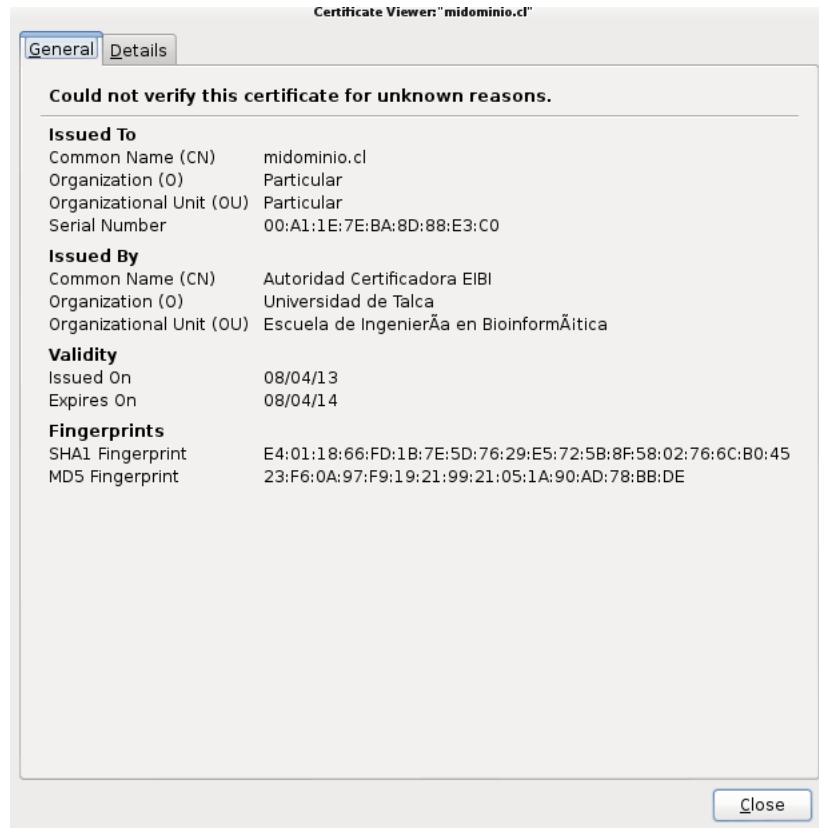 Certificate Viewer:"midominio.cl"
General Details
Could not verify this certificate for unknown reasons.
Issued To
Common Name (CN) midominio.cl
Organization (O) Particular
Organizational Unit (OU) Particular
Serial Number 00:A1:1E:7E:BA:8D:88:E3:C0
Issued By
Common Name (CN) Autoridad Certificadora EIBI
Organization (O) Universidad de Talca
Organizational Unit (OU) Escuela de IngenierÃa en BioinformÃitica
Validity
Issued On 08/04/13
Expires On 08/04/14
Fingerprints
SHA1 Fingerprint E4:01:18:66:FD:1B:7E:5D:76:29:E5:72:5B:8F:58:02:76:6C:B0:45
MD5 Fingerprint 23:F6:0A:97:F9:19:21:99:21:05:1A:90:AD:78:BB:DE
Close